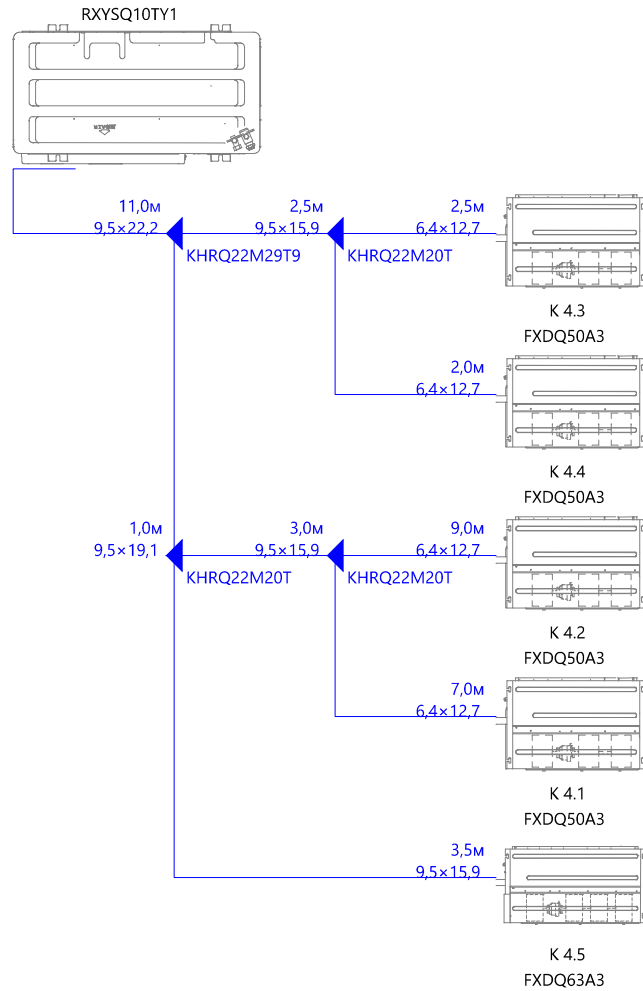 RXYSQ10TY1
11,0м
9,5×22,2
KHRQ22M29T9
2,5м
9,5×15,9
KHRQ22M20T
2,5м
6,4×12,7
K 4.3
FXDQ50A3
2,0м
6,4×12,7
K 4.4
FXDQ50A3
1,0м
9,5×19,1
KHRQ22M20T
3,0м
9,5×15,9
KHRQ22M20T
9,0м
6,4×12,7
K 4.2
FXDQ50A3
7,0м
6,4×12,7
K 4.1
FXDQ50A3
3,5м
9,5×15,9
K 4.5
FXDQ63A3